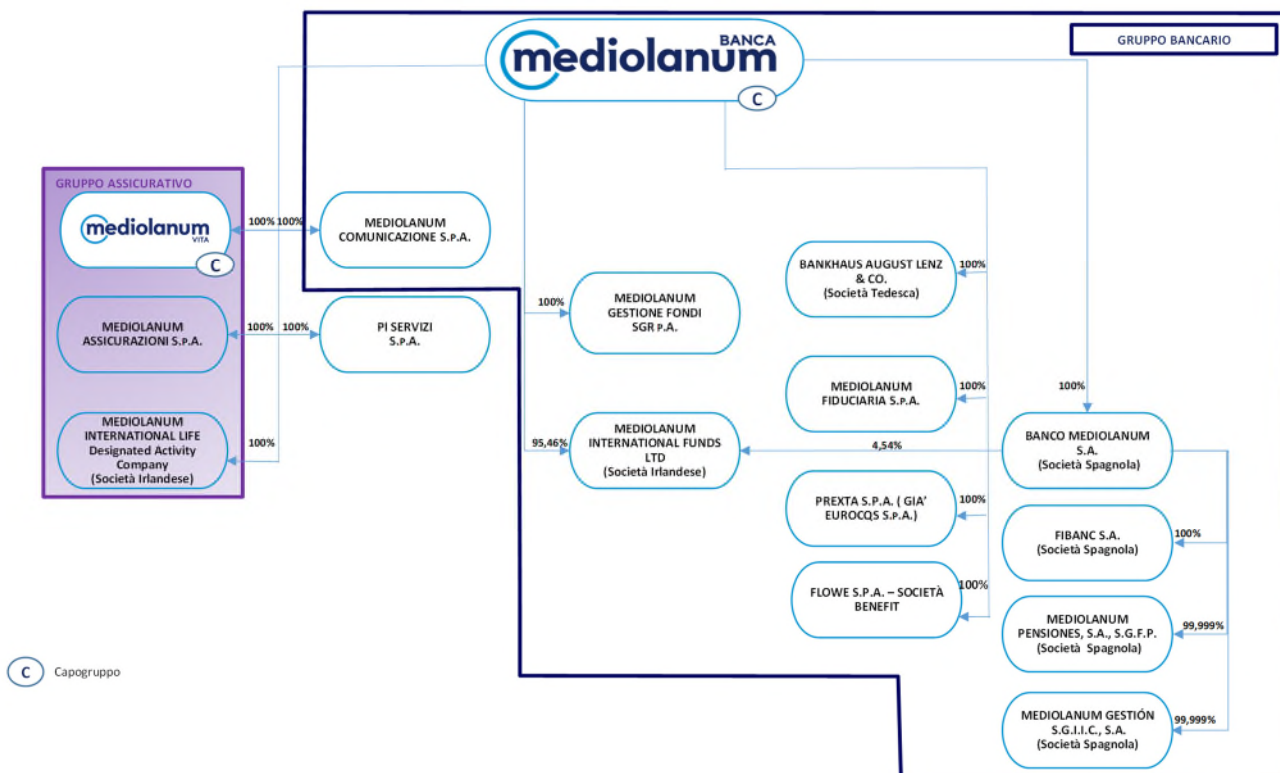 BANCA
mediolanum
C
GRUPPO BANCARIO
GRUPPO ASSICURATIVO
mediolanum
VITA
C
100%
100%
MEDIOLANUM
COMUNICAZIONE S.P.A.
MEDIOLANUM
ASSICURAZIONI S.P.A.
100%
100%
PI SERVIZI
S.P.A.
MEDIOLANUM
INTERNATIONAL LIFE
Designated Activity
Company
(Società Irlandese)
100%
100%
MEDIOLANUM
GESTIONE FONDI
SGR P.A.
95,46%
MEDIOLANUM
INTERNATIONAL FUNDS
LTD
(Società Irlandese)
4,54%
BANKHAUS AUGUST LENZ
& CO.
(Società Tedesca)
100%
MEDIOLANUM
FIDUCIARIA S.P.A.
100%
PREXTA S.P.A. ( GIA’
EUROCQS S.P.A.)
100%
FLOWE S.P.A. – SOCIETÀ
BENEFIT
100%
100%
BANCO MEDIOLANUM
S.A.
(Società Spagnola)
FIBANC S.A.
(Società Spagnola)
100%
MEDIOLANUM
PENSIONES, S.A., S.G.F.P.
(Società Spagnola)
99,999%
MEDIOLANUM GESTIÓN
S.G.I.I.C., S.A.
(Società Spagnola)
99,999%
C Capogruppo